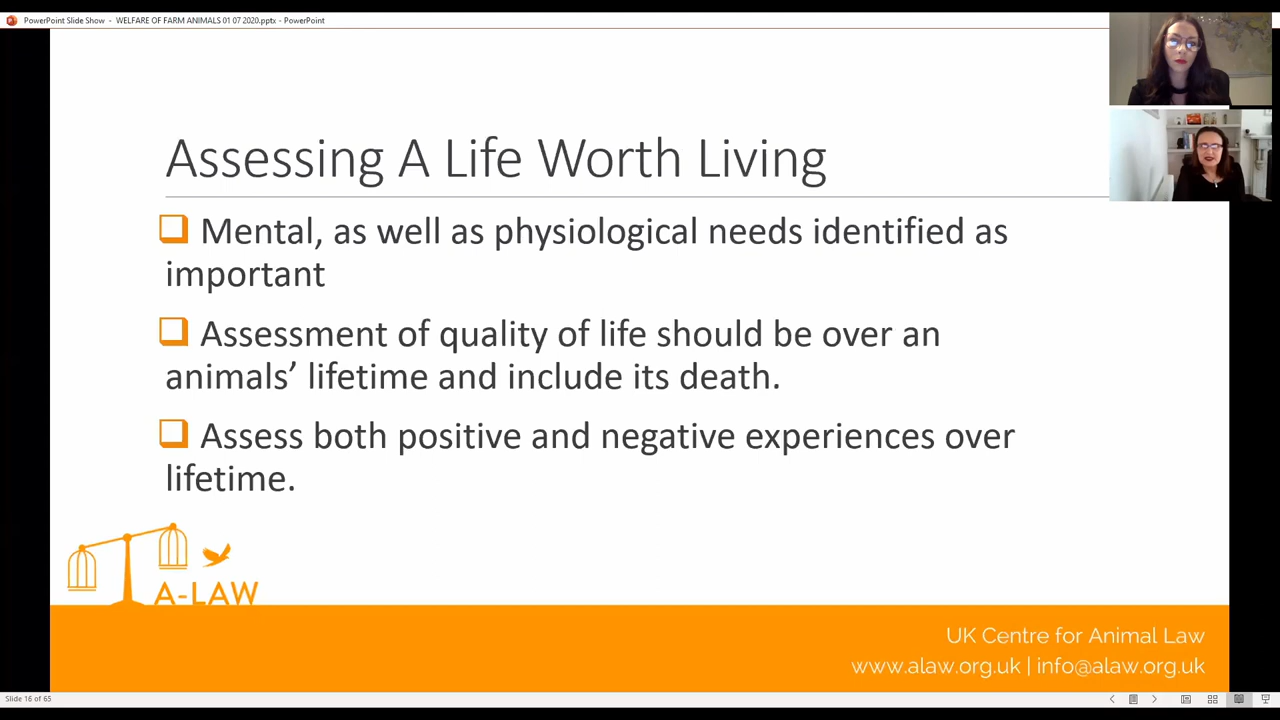 PowerPoint Slide Show - WELFARE OF FARM ANIMALS 01 07 2020.pptx - PowerPoint
Assessing A Life Worth Living
Mental, as well as physiological needs identified as
important
Assessment of quality of life should be over an
animals’ lifetime and include its death.
Assess both positive and negative experiences over
lifetime.
A-LAW
UK Centre for Animal Law
www.alaw.org.uk | info@alaw.org.uk
Slide 16 of 65